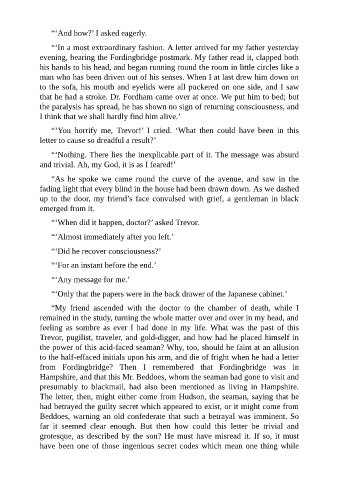 “‘And how?’ I asked eagerly.
“‘In a most extraordinary fashion. A letter arrived for my father yesterday
evening, bearing the Fordingbridge postmark. My father read it, clapped both
his hands to his head, and began running round the room in little circles like a
man who has been driven out of his senses. When I at last drew him down on
to the sofa, his mouth and eyelids were all puckered on one side, and I saw
that he had a stroke. Dr. Fordham came over at once. We put him to bed; but
the paralysis has spread, he has shown no sign of returning consciousness, and
I think that we shall hardly find him alive.’
“‘You horrify me, Trevor!’ I cried. ‘What then could have been in this
letter to cause so dreadful a result?’
“‘Nothing. There lies the inexplicable part of it. The message was absurd
and trivial. Ah, my God, it is as I feared!’
“As he spoke we came round the curve of the avenue, and saw in the
fading light that every blind in the house had been drawn down. As we dashed
up to the door, my friend’s face convulsed with grief, a gentleman in black
emerged from it.
“‘When did it happen, doctor?’ asked Trevor.
“‘Almost immediately after you left.’
“‘Did he recover consciousness?’
“‘For an instant before the end.’
“‘Any message for me.’
“‘Only that the papers were in the back drawer of the Japanese cabinet.’
“My friend ascended with the doctor to the chamber of death, while I
remained in the study, turning the whole matter over and over in my head, and
feeling as sombre as ever I had done in my life. What was the past of this
Trevor, pugilist, traveler, and gold-digger, and how had he placed himself in
the power of this acid-faced seaman? Why, too, should he faint at an allusion
to the half-effaced initials upon his arm, and die of fright when he had a letter
from Fordingbridge? Then I remembered that Fordingbridge was in
Hampshire, and that this Mr. Beddoes, whom the seaman had gone to visit and
presumably to blackmail, had also been mentioned as living in Hampshire.
The letter, then, might either come from Hudson, the seaman, saying that he
had betrayed the guilty secret which appeared to exist, or it might come from
Beddoes, warning an old confederate that such a betrayal was imminent. So
far it seemed clear enough. But then how could this letter be trivial and
grotesque, as described by the son? He must have misread it. If so, it must
have been one of those ingenious secret codes which mean one thing while